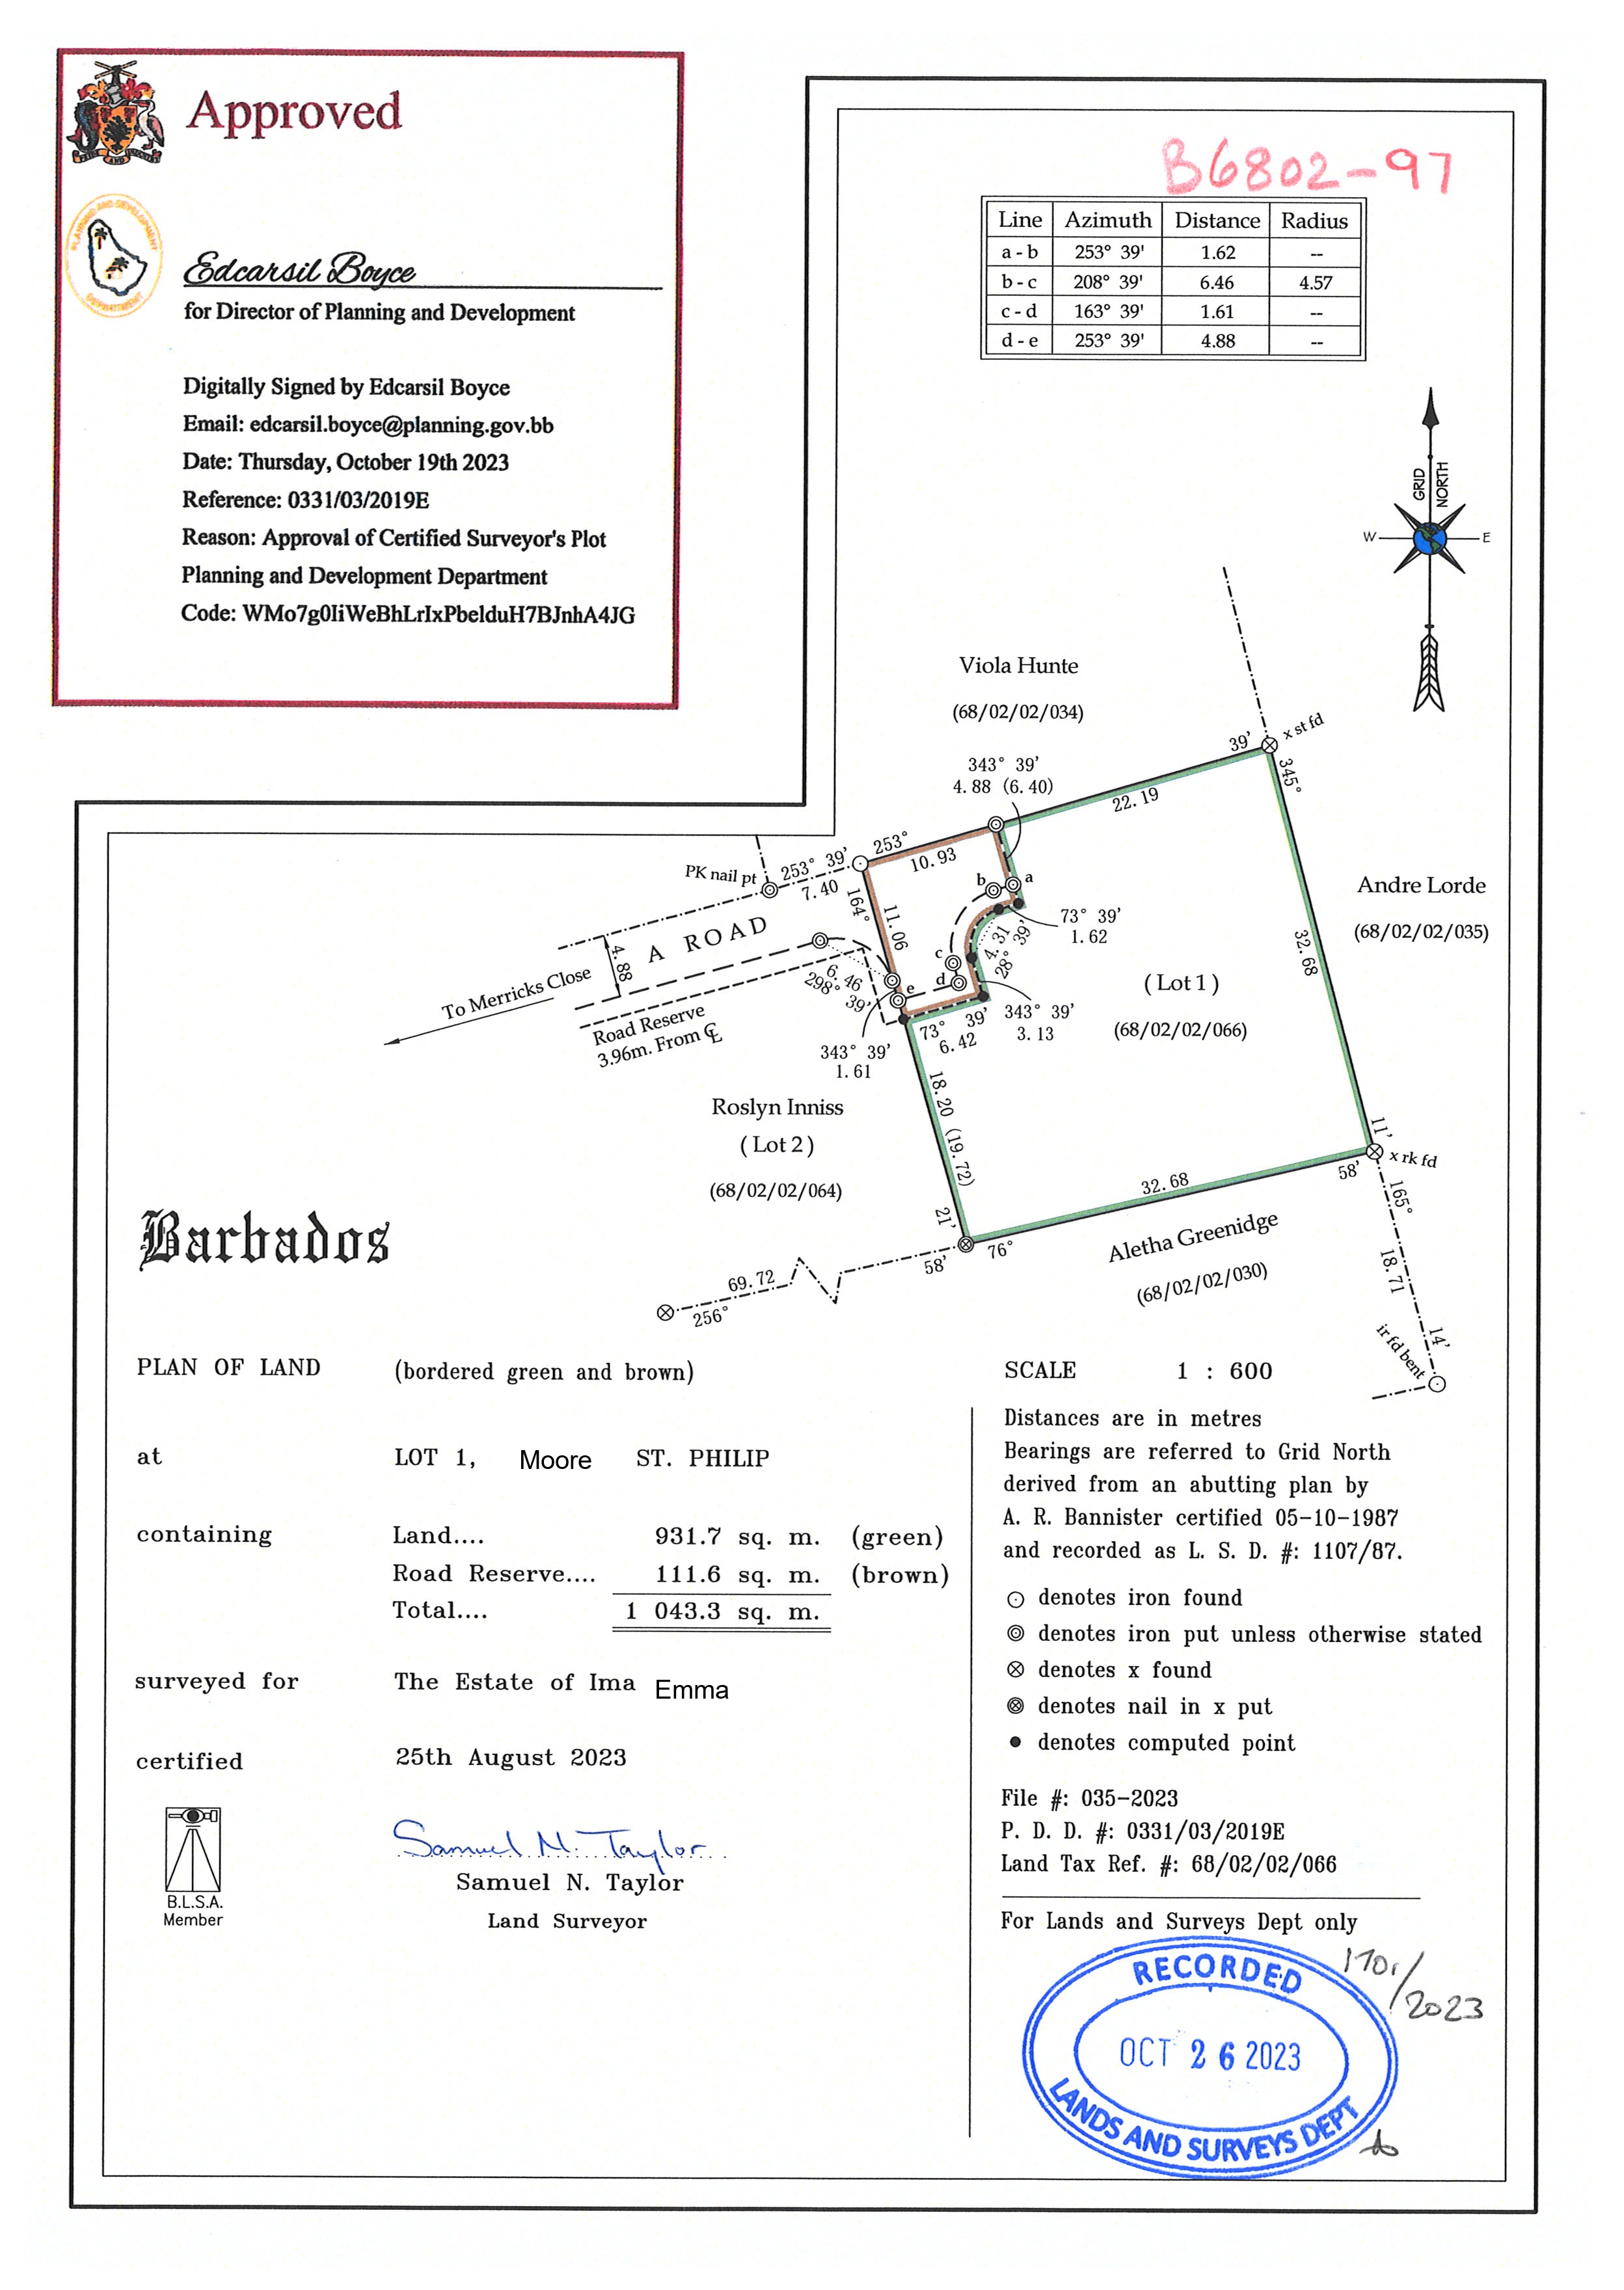 Approved
Edcarsil Boyce
for Director of Planning and Development
Digitally Signed by Edcarsil Boyce
Email: edcarsil.boyce@planning.gov.bb
Date: Thursday, October 19th 2023
Reference: 0331/03/2019E
Reason: Approval of Certified Surveyor's Plot
Planning and Development Department
Code: WMo7g0IiWeBhLrIxPbelduH7BJnhA4JG
PLANNING AND DEVELOPMENT
DEPARTMENT
B6802-97
Line Azimuth Distance Radius
a - b 253° 39' 1.62 --
b - c 208° 39' 6.46 4.57
c - d 163° 39' 1.61 --
d - e 253° 39' 4.88 --
GRID NORTH
W E
Viola Hunte
(68/02/02/034)
343° 39'
4.88 (6.40)
39'
x st fd
345°
22.19
253°
10.93
PK nail pt
253° 39'
7.40
164°
11.06
b
a
73° 39'
1.62
Andre Lorde
(68/02/02/035)
A ROAD
4.88
To Merricks Close
Road Reserve
3.96m. From ℄
6.46
298° 39'
c
d
e
4.31
28° 39'
32.68
(Lot 1)
(68/02/02/066)
343° 39'
3.13
73° 39'
6.42
343° 39'
1.61
18.20 (19.72)
Roslyn Inniss
(Lot 2)
(68/02/02/064)
11'
x rk fd
58'
165°
32.68
21'
76°
58'
Aletha Greenidge
(68/02/02/030)
69.72
256°
18.71
14'
ir fd bent
Barbados
PLAN OF LAND (bordered green and brown)
at LOT 1, Moore ST. PHILIP
containing Land.... 931.7 sq. m. (green)
Road Reserve.... 111.6 sq. m. (brown)
Total.... 1 043.3 sq. m.
surveyed for The Estate of Ima Emma
certified 25th August 2023
Samuel N. Taylor
Samuel N. Taylor
Land Surveyor
B.L.S.A.
Member
SCALE 1 : 600
Distances are in metres
Bearings are referred to Grid North
derived from an abutting plan by
A. R. Bannister certified 05-10-1987
and recorded as L. S. D. #: 1107/87.
denotes iron found
denotes iron put unless otherwise stated
denotes x found
denotes nail in x put
denotes computed point
File #: 035-2023
P. D. D. #: 0331/03/2019E
Land Tax Ref. #: 68/02/02/066
For Lands and Surveys Dept only
1701/2023
RECORDED
OCT 26 2023
LANDS AND SURVEYS DEPT